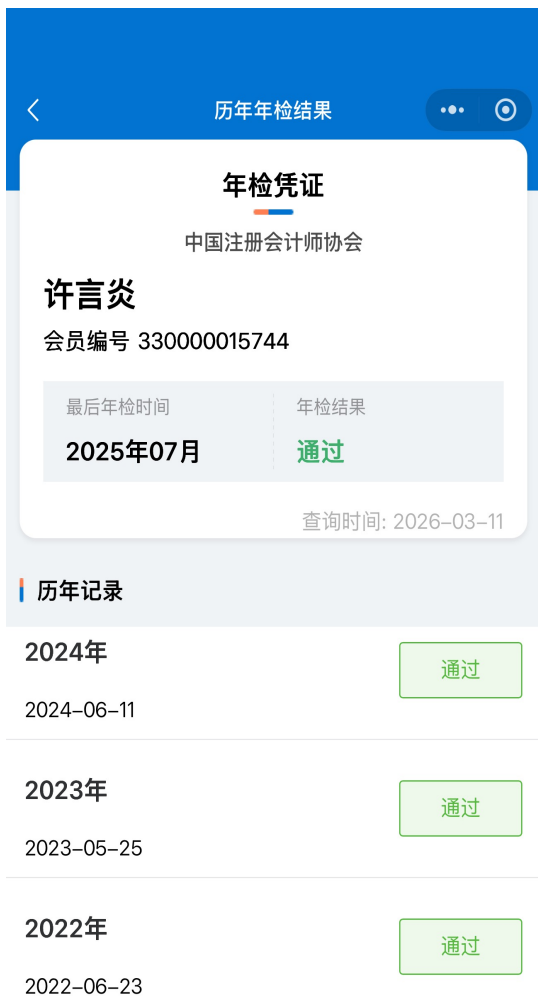 历年年检结果
年检凭证
中国注册会计师协会
许言炎
会员编号 330000015744
最后年检时间 年检结果
2025年07月 通过
查询时间: 2026-03-11
历年记录
2024年
通过
2024-06-11
2023年
通过
2023-05-25
2022年
通过
2022-06-23